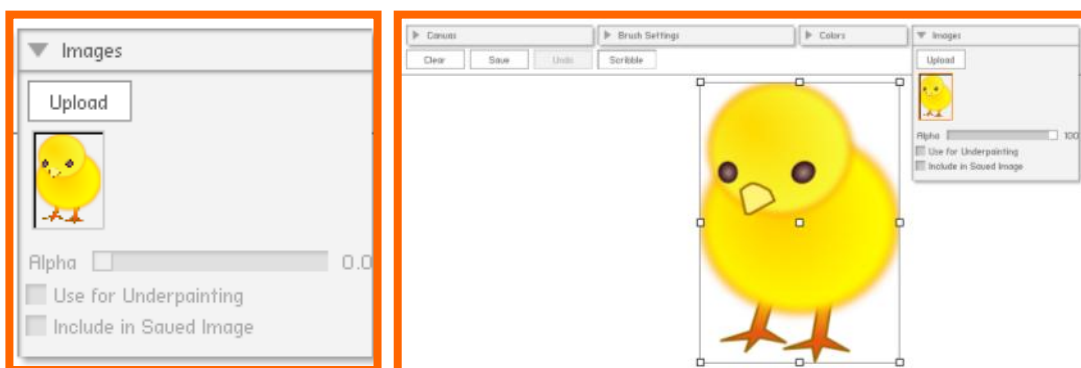 Images
Upload
Alpha 0.0
Use for Underpainting
Include in Saved Image
Canvas Brush Settings Colors Images
Clear Save Undo Scribble Upload
Alpha 100
Use for Underpainting
Include in Saved Image